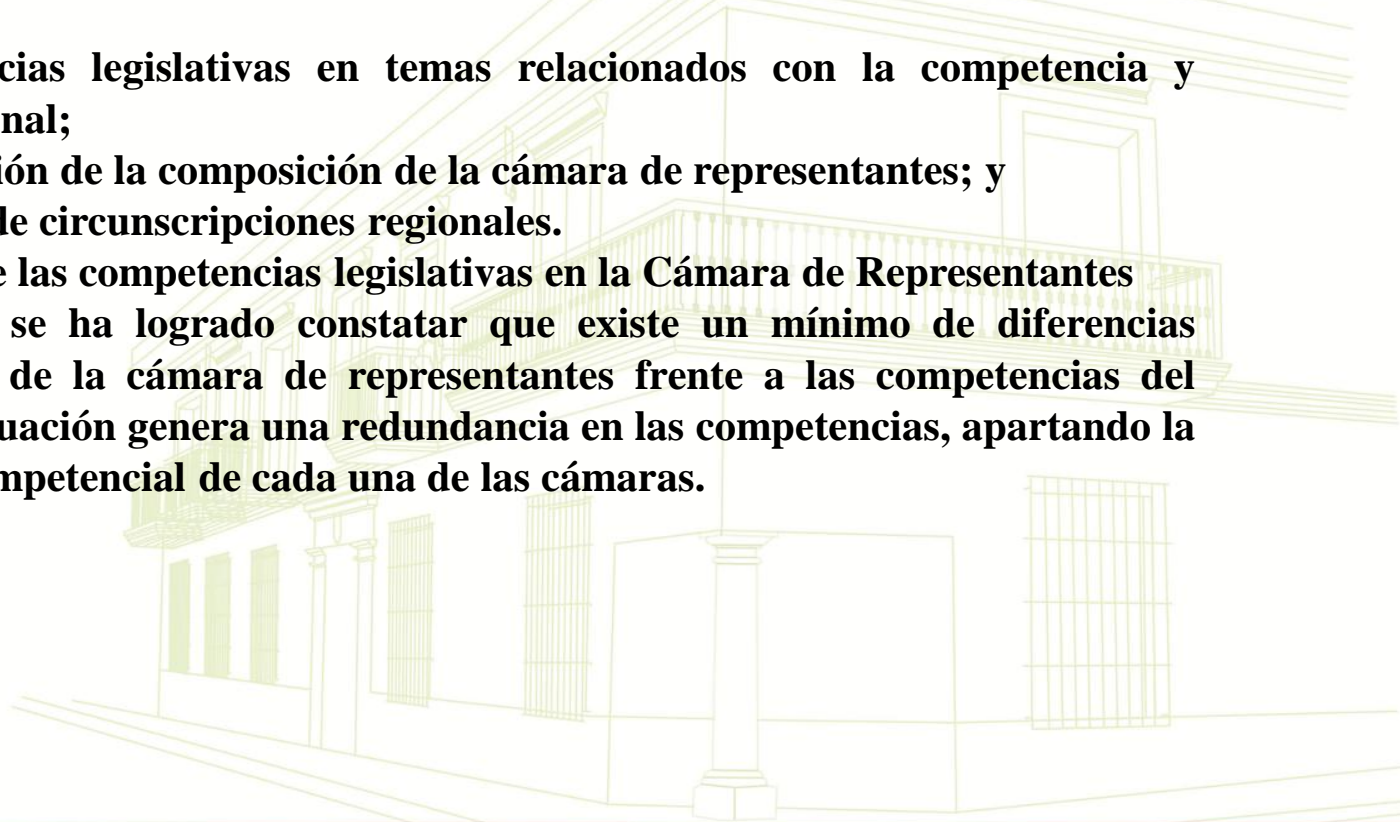 cias legislativas en temas relacionados con la competencia y
nal;
ión de la composición de la cámara de representantes; y
de circunscripciones regionales.
e las competencias legislativas en la Cámara de Representantes
se ha logrado constatar que existe un mínimo de diferencias
de la cámara de representantes frente a las competencias del
uación genera una redundancia en las competencias, apartando la
mpetencial de cada una de las cámaras.